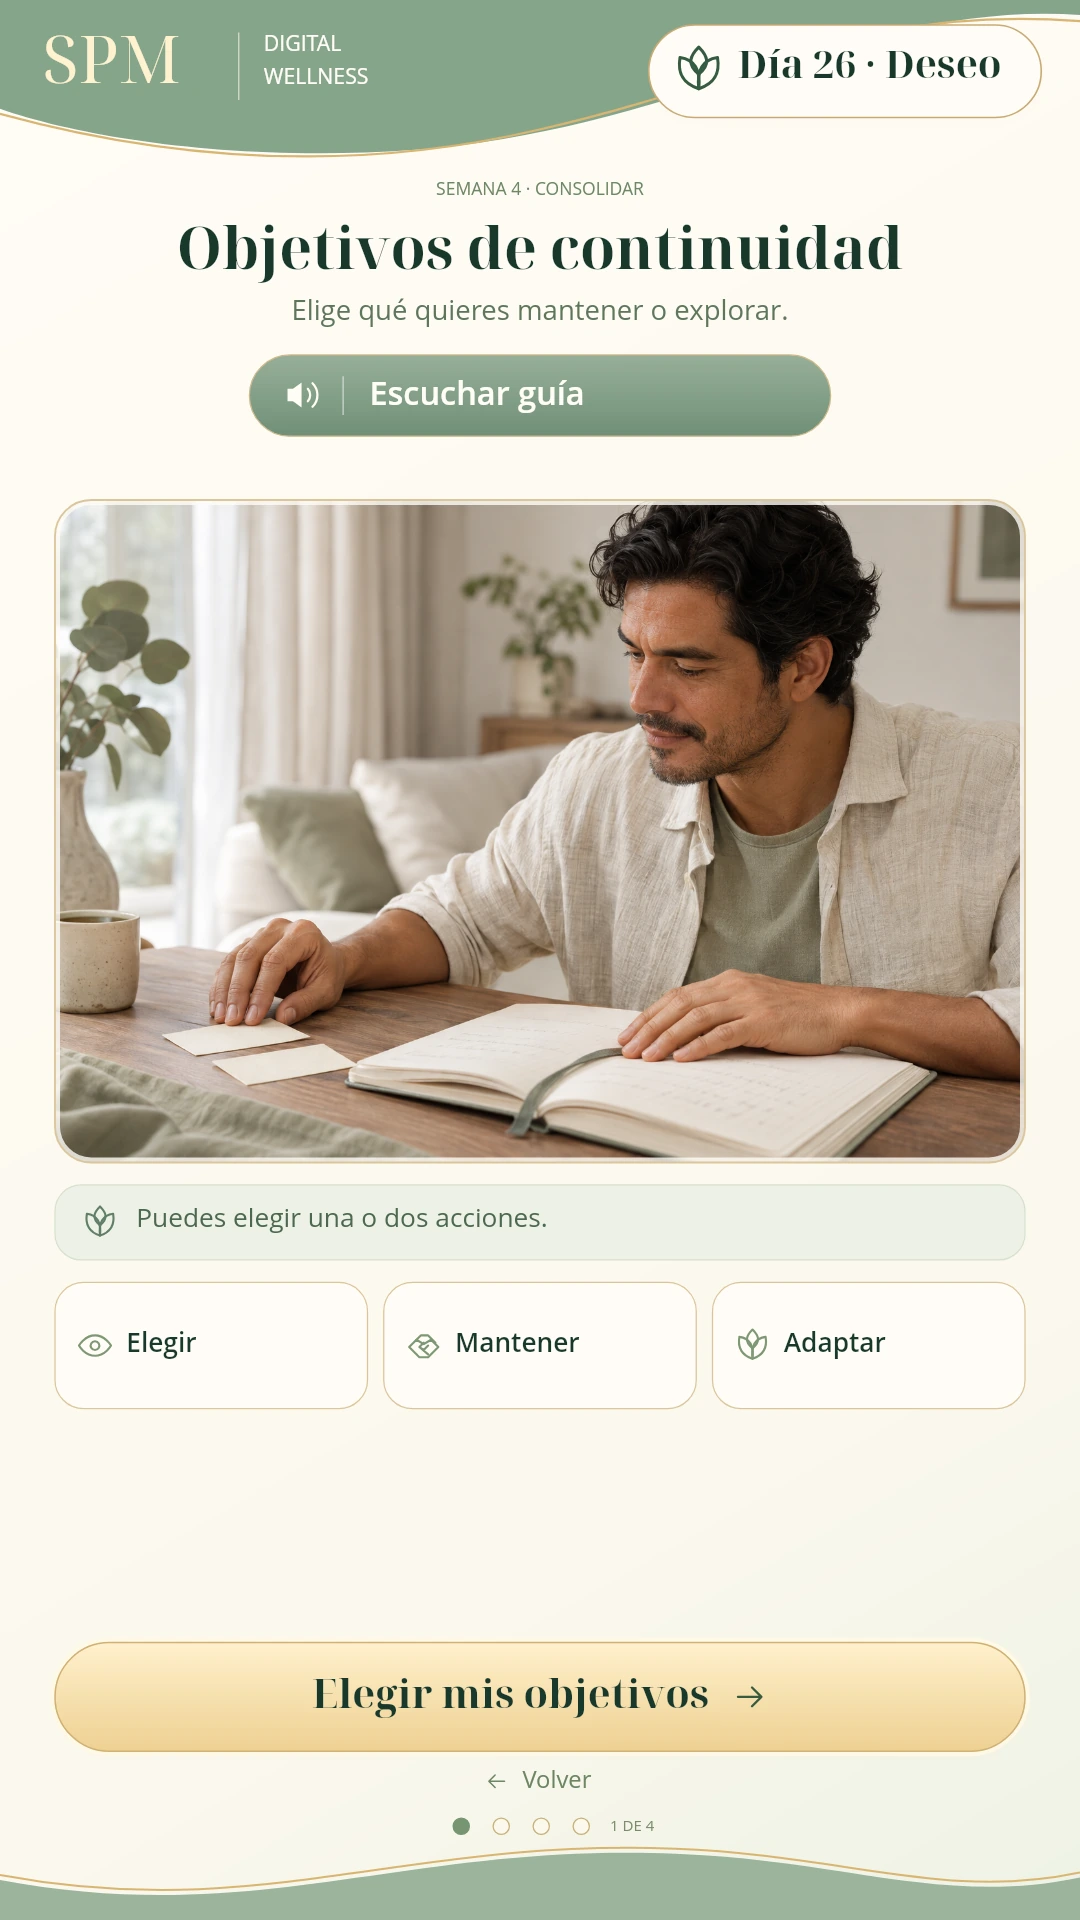 SPM
DIGITAL
WELLNESS
Día 26 · Deseo
SEMANA 4 · CONSOLIDAR
Objetivos de continuidad
Elige qué quieres mantener o explorar.
Escuchar guía
Puedes elegir una o dos acciones.
Elegir
Mantener
Adaptar
Elegir mis objetivos →
← Volver
1 DE 4